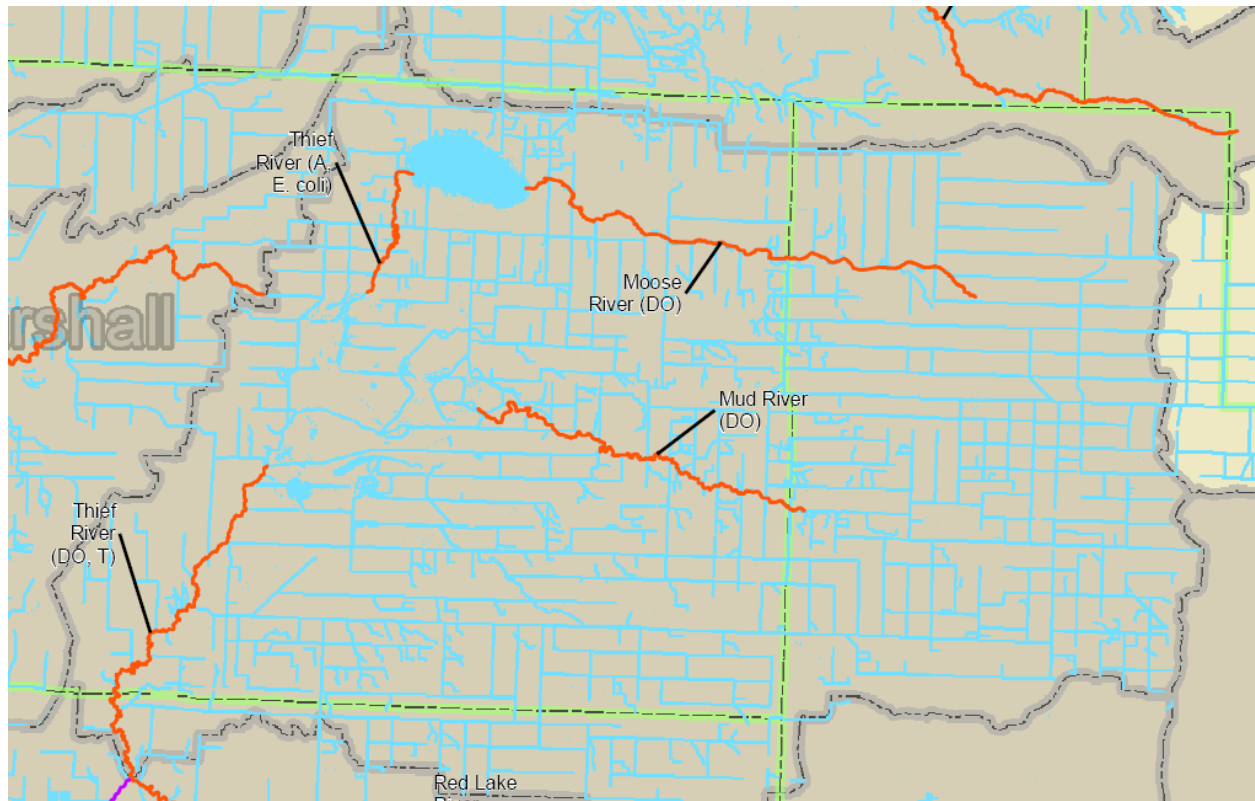 Thief
River (A,
E. coli)
Moose
River (DO)
rshall
Mud River
(DO)
Thief
River
(DO, T)
Red Lake